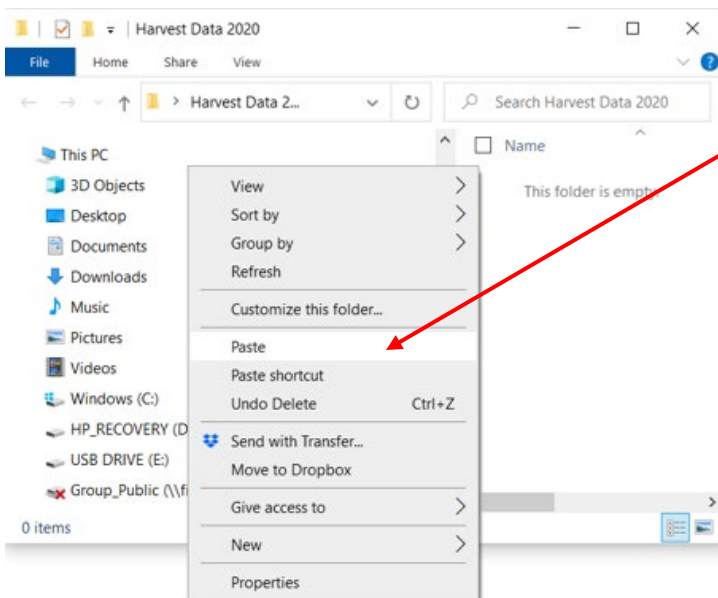 Harvest Data 2020
File Home Share View
Harvest Data 2... Search Harvest Data 2020
This PC
3D Objects
Desktop
Documents
Downloads
Music
Pictures
Videos
Windows (C:)
HP_RECOVERY (D
USB DRIVE (E:)
Group_Public (\\fi
0 items
Name
This folder is empty.
View
Sort by
Group by
Refresh
Customize this folder...
Paste
Paste shortcut
Undo Delete Ctrl+Z
Send with Transfer...
Move to Dropbox
Give access to
New
Properties